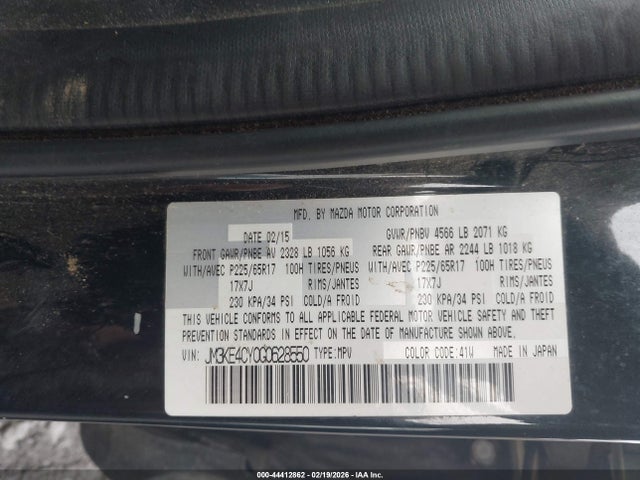 MFD. BY MAZDA MOTOR CORPORATION
DATE 02/15 GVWR/PNBV 4566 LB 2071 KG
FRONT GAWR/PNBE AV 2328 LB 1056 KG REAR GAWR/PNBE AR 2244 LB 1018 KG
WITH/AVEC P225/65R17 100H TIRES/PNEUS WITH/AVEC P225/65R17 100H TIRES/PNEUS
17X7J RIMS/JANTES 17X7J RIMS/JANTES
230 KPA/34 PSI COLD/A FROID 230 KPA/34 PSI COLD/A FROID
THIS VEHICLE CONFORMS TO ALL APPLICABLE FEDERAL MOTOR VEHICLE SAFETY AND THEFT
PREVENTION STANDARDS IN EFFECT ON THE DATE OF MANUFACTURE SHOWN ABOVE.
VIN: JM3KE4CY0G0628550 TYPE:MPV COLOR CODE:41W MADE IN JAPAN
000-44412862 - 02/19/2026 - IAA Inc.